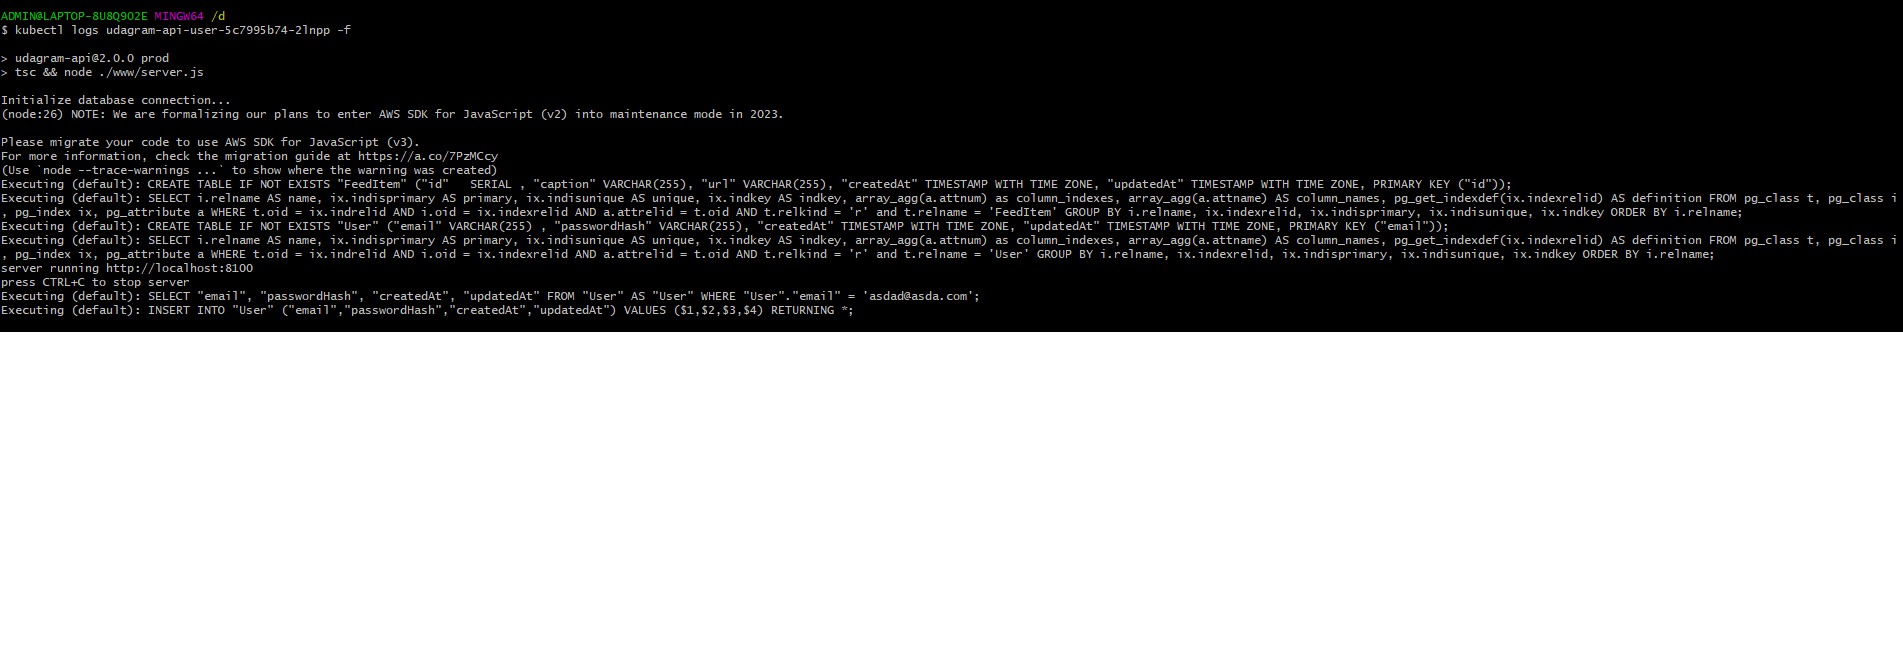 ADMIN@LAPTOP-8U8Q9O2E MINGW64 /d
$ kubectl logs udagram-api-user-5c7995b74-2lnpp -f
> udagram-api@2.0.0 prod
> tsc && node ./www/server.js
Initialize database connection...
(node:26) NOTE: We are formalizing our plans to enter AWS SDK for JavaScript (v2) into maintenance mode in 2023.
Please migrate your code to use AWS SDK for JavaScript (v3).
For more information, check the migration guide at https://a.co/7PzMCcy
(Use `node --trace-warnings ...` to show where the warning was created)
Executing (default): CREATE TABLE IF NOT EXISTS "FeedItem" ("id"   SERIAL , "caption" VARCHAR(255), "url" VARCHAR(255), "createdAt" TIMESTAMP WITH TIME ZONE, "updatedAt" TIMESTAMP WITH TIME ZONE, PRIMARY KEY ("id"));
Executing (default): SELECT i.relname AS name, ix.indisprimary AS primary, ix.indisunique AS unique, ix.indkey AS indkey, array_agg(a.attnum) as column_indexes, array_agg(a.attname) AS column_names, pg_get_indexdef(ix.indexrelid) AS definition FROM pg_class t, pg_class i
, pg_index ix, pg_attribute a WHERE t.oid = ix.indrelid AND i.oid = ix.indexrelid AND a.attrelid = t.oid AND t.relkind = 'r' and t.relname = 'FeedItem' GROUP BY i.relname, ix.indexrelid, ix.indisprimary, ix.indisunique, ix.indkey ORDER BY i.relname;
Executing (default): CREATE TABLE IF NOT EXISTS "User" ("email" VARCHAR(255) , "passwordHash" VARCHAR(255), "createdAt" TIMESTAMP WITH TIME ZONE, "updatedAt" TIMESTAMP WITH TIME ZONE, PRIMARY KEY ("email"));
Executing (default): SELECT i.relname AS name, ix.indisprimary AS primary, ix.indisunique AS unique, ix.indkey AS indkey, array_agg(a.attnum) as column_indexes, array_agg(a.attname) AS column_names, pg_get_indexdef(ix.indexrelid) AS definition FROM pg_class t, pg_class i
, pg_index ix, pg_attribute a WHERE t.oid = ix.indrelid AND i.oid = ix.indexrelid AND a.attrelid = t.oid AND t.relkind = 'r' and t.relname = 'User' GROUP BY i.relname, ix.indexrelid, ix.indisprimary, ix.indisunique, ix.indkey ORDER BY i.relname;
server running http://localhost:8100
press CTRL+C to stop server
Executing (default): SELECT "email", "passwordHash", "createdAt", "updatedAt" FROM "User" AS "User" WHERE "User"."email" = 'asdad@asda.com';
Executing (default): INSERT INTO "User" ("email","passwordHash","createdAt","updatedAt") VALUES ($1,$2,$3,$4) RETURNING *;